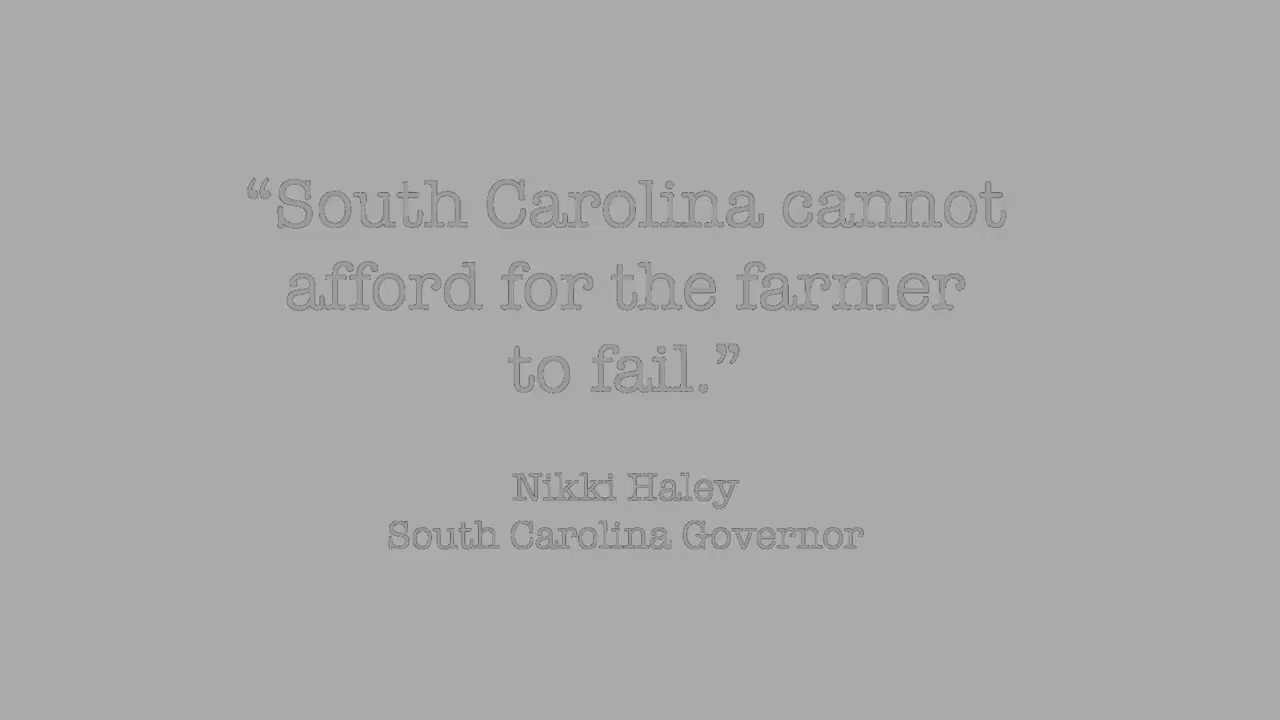 “South Carolina cannot
afford for the farmer
to fail.”
Nikki Haley
South Carolina Governor